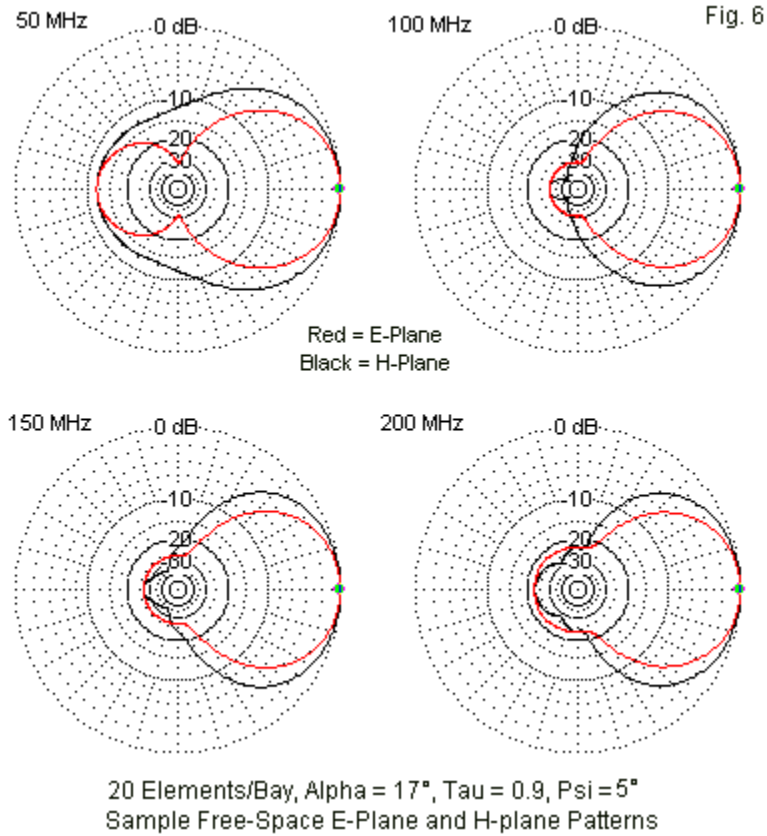 50 MHz
0 dB
100 MHz
0 dB
Fig. 6
-10
-20
-10
-20
Red = E-Plane
Black = H-Plane
150 MHz
0 dB
200 MHz
0 dB
-10
-20
-30
-10
-20
-30
20 Elements/Bay, Alpha = 17°, Tau = 0.9, Psi = 5°
Sample Free-Space E-Plane and H-plane Patterns